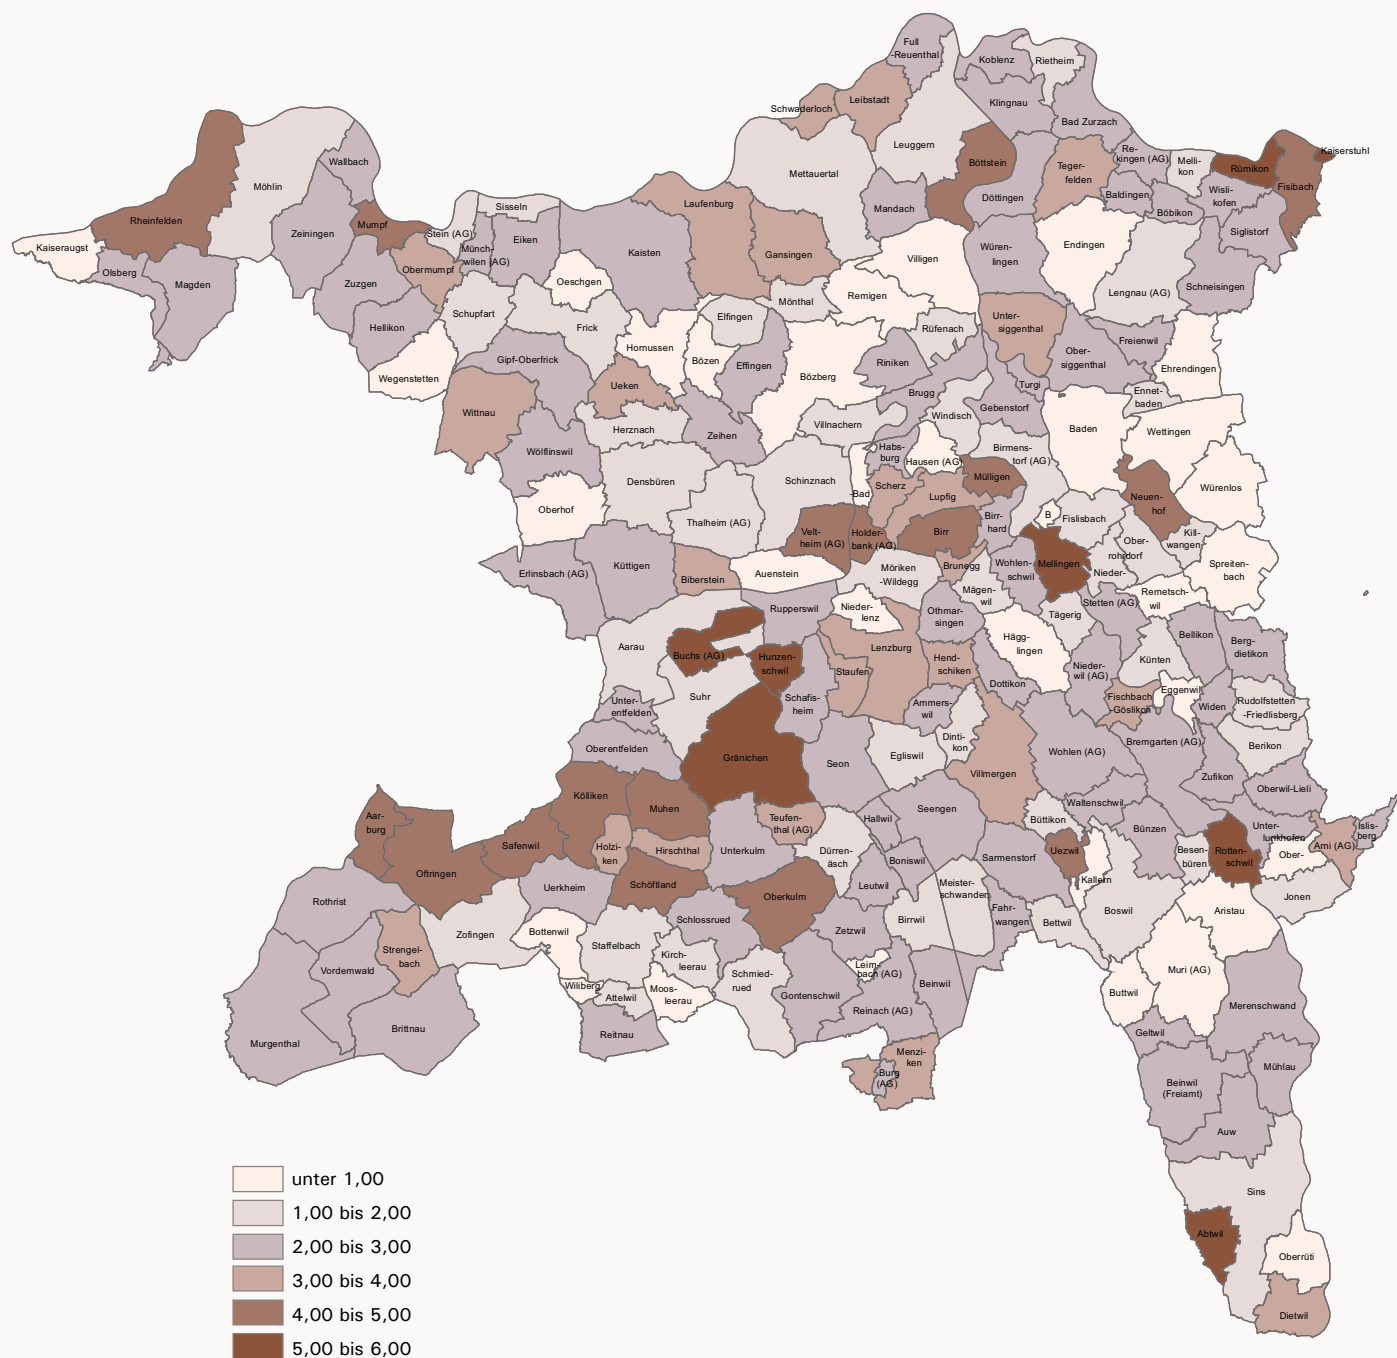 Full
-Reuenthal
Koblenz
Rietheim
Klingnau
Leibstadt
Schwaderloch
Bad Zurzach
Leuggern
Böttstein
Teger-
felden
Re-
kingen (AG)
Melli-
kon
Rümikon
Kaiserstuhl
Fisibach
Wisli-
kofen
Baldingen
Böbikon
Siglistorf
Mettauertal
Mandach
Döttingen
Wallbach
Möhlin
Rheinfelden
Mumpf
Zeiningen
Sisseln
Stein (AG)
Münch-
wilen (AG)
Eiken
Laufenburg
Kaisten
Gansingen
Villigen
Würen-
lingen
Endingen
Kaiseraugst
Olsberg
Magden
Zuzgen
Obermumpf
Oeschgen
Schupfart
Hellikon
Wegenstetten
Remigen
Mönthal
Lengnau (AG)
Schneisingen
Elfingen
Frick
Hornussen
Bözen
Effingen
Bözberg
Riniken
Rüfenach
Unter-
siggenthal
Ober-
siggenthal
Freienwil
Ehrendingen
Gipf-Oberfrick
Ueken
Wittnau
Wölflinswil
Herznach
Zeihen
Villnachern
Brugg
Windisch
Turgi
Gebenstorf
Ennet-
baden
Baden
Wettingen
Würenlos
Habs-
burg
Hausen (AG)
Birmens-
torf (AG)
Schinznach
-Bad
Scherz
Lupfig
Mülligen
Neuen-
hof
Densbüren
Oberhof
Thalheim (AG)
Velt-
heim (AG)
Holder-
bank (AG)
Birr
Birr-
hard
B
Fislisbach
Ober-
rohrdorf
Nieder-
Kill-
wangen
Spreiten-
bach
Erlinsbach (AG)
Küttigen
Biberstein
Auenstein
Möriken
-Wildegg
Brunegg
Wohlen-
schwil
Mellingen
Mägen-
wil
Tägerig
Stetten (AG)
Remetsch-
wil
Rupperswil
Nieder-
lenz
Othmar-
singen
Hägg-
lingen
Bellikon
Berg-
dietikon
Aarau
Buchs (AG)
Hunzen-
schwil
Staufen
Lenzburg
Hend-
schiken
Dottikon
Nieder-
wil (AG)
Künten
Eggenwil
Fischbach
-Göslikon
Widen
Rudolfstetten
-Friedlisberg
Suhr
Schafis-
heim
Ammers-
wil
Unter-
entfelden
Oberentfelden
Gränichen
Seon
Egliswil
Dinti-
kon
Villmergen
Wohlen (AG)
Bremgarten (AG)
Berikon
Zufikon
Oberwil-Lieli
Kölliken
Muhen
Teufen-
thal (AG)
Hallwil
Seengen
Büttikon
Waltenschwil
Bünzen
Unter-
lunkhofen
Ober-
Islis-
berg
Arni (AG)
Aar-
burg
Oftringen
Safenwil
Holzi-
ken
Hirschthal
Unterkulm
Dürren-
äsch
Boniswil
Sarmenstorf
Uezwil
Besen-
büren
Rotten-
schwil
Rothrist
Uerkheim
Schöftland
Oberkulm
Leutwil
Meister-
schwanden
Fahr-
wangen
Kallern
Boswil
Bettwil
Aristau
Jonen
Strengel-
bach
Zofingen
Bottenwil
Staffelbach
Schlossrued
Zetzwil
Birrwil
Vordemwald
Kirch-
leerau
Schmied-
rued
Leim-
bach (AG)
Beinwil
Muri (AG)
Buttwil
Wiliberg
Attelwil
Moos-
leerau
Gontenschwil
Reinach (AG)
Merenschwand
Murgenthal
Brittnau
Reitnau
Geltwil
Menzi-
ken
Burg
(AG)
Beinwil
(Freiamt)
Mühlau
Auw
Sins
Abtwil
Oberrüti
Dietwil
unter 1,00
1,00 bis 2,00
2,00 bis 3,00
3,00 bis 4,00
4,00 bis 5,00
5,00 bis 6,00